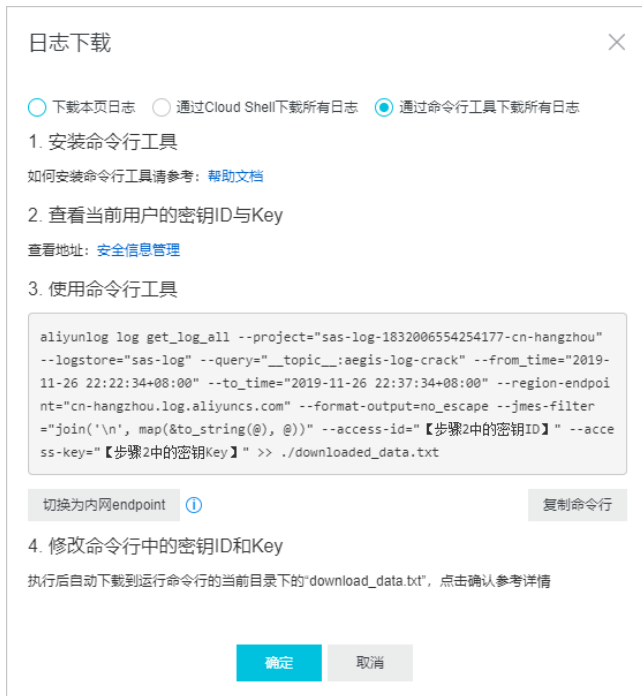 日志下载
下载本页日志 通过Cloud Shell下载所有日志 通过命令行工具下载所有日志
1. 安装命令行工具
如何安装命令行工具请参考：帮助文档
2. 查看当前用户的密钥ID与Key
查看地址：安全信息管理
3. 使用命令行工具
aliyunlog log get_log_all --project="sas-log-1832006554254177-cn-hangzhou"
--logstore="sas-log" --query="__topic__:aegis-log-crack" --from_time="2019-
11-26 22:22:34+08:00" --to_time="2019-11-26 22:37:34+08:00" --region-endpoi
nt="cn-hangzhou.log.aliyuncs.com" --format-output=no_escape --jmes-filter
="join('\n', map(&to_string(@), @))" --access-id="【步骤2中的密钥ID】" --acce
ss-key="【步骤2中的密钥Key】" >> ./downloaded_data.txt
切换为内网endpoint 复制命令行
4. 修改命令行中的密钥ID和Key
执行后自动下载到运行命令行的当前目录下的“download_data.txt”，点击确认参考详情
确定 取消